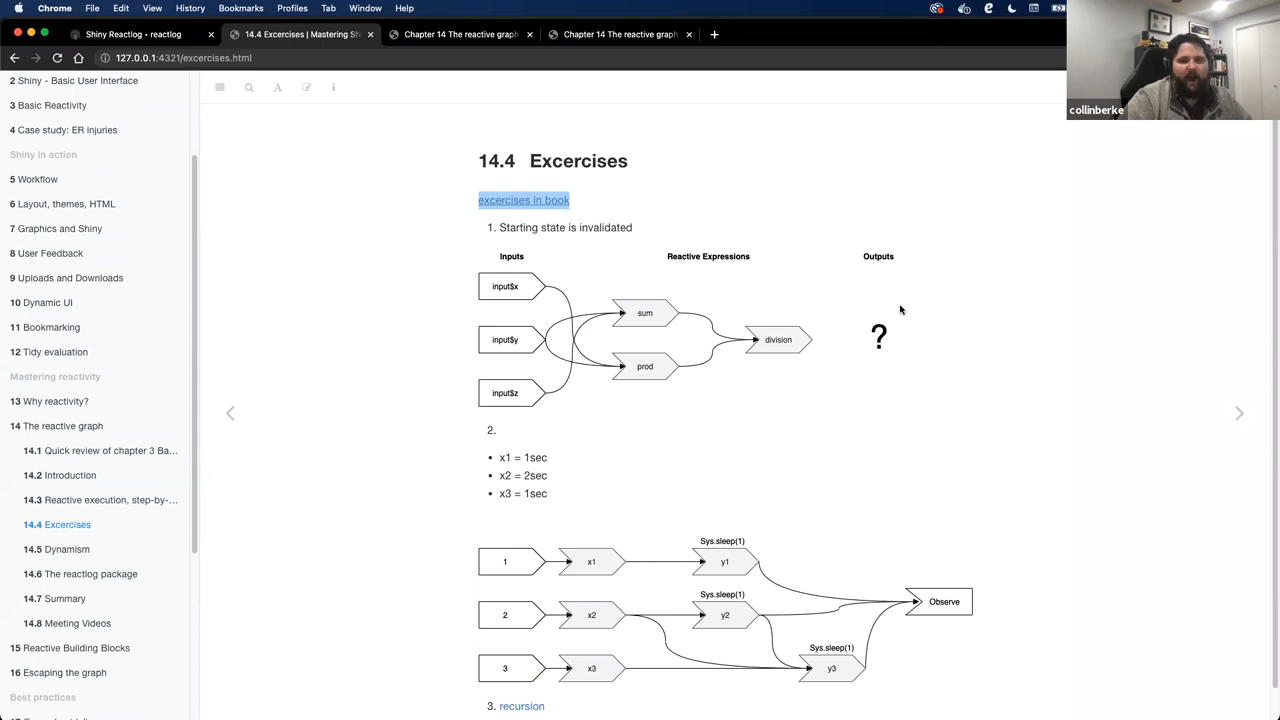 Chrome File Edit View History Bookmarks Profiles Tab Window Help
Shiny Reactlog • reactlog
14.4 Excercises | Mastering Sh
Chapter 14 The reactive graph
Chapter 14 The reactive graph
127.0.0.1:4321/excercises.html
collinberke
2 Shiny - Basic User Interface
3 Basic Reactivity
4 Case study: ER injuries
Shiny in action
5 Workflow
6 Layout, themes, HTML
7 Graphics and Shiny
8 User Feedback
9 Uploads and Downloads
10 Dynamic UI
11 Bookmarking
12 Tidy evaluation
Mastering reactivity
13 Why reactivity?
14 The reactive graph
14.1 Quick review of chapter 3 Ba...
14.2 Introduction
14.3 Reactive execution, step-by-...
14.4 Excercises
14.5 Dynamism
14.6 The reactlog package
14.7 Summary
14.8 Meeting Videos
15 Reactive Building Blocks
16 Escaping the graph
Best practices
14.4 Excercises
excercises in book
1. Starting state is invalidated
Inputs Reactive Expressions Outputs
input$x
sum
input$y
division
?
prod
input$z
2.
• x1 = 1sec
• x2 = 2sec
• x3 = 1sec
Sys.sleep(1)
1 x1 y1
Sys.sleep(1)
Observe
2 x2 y2
Sys.sleep(1)
3 x3 y3
3. recursion